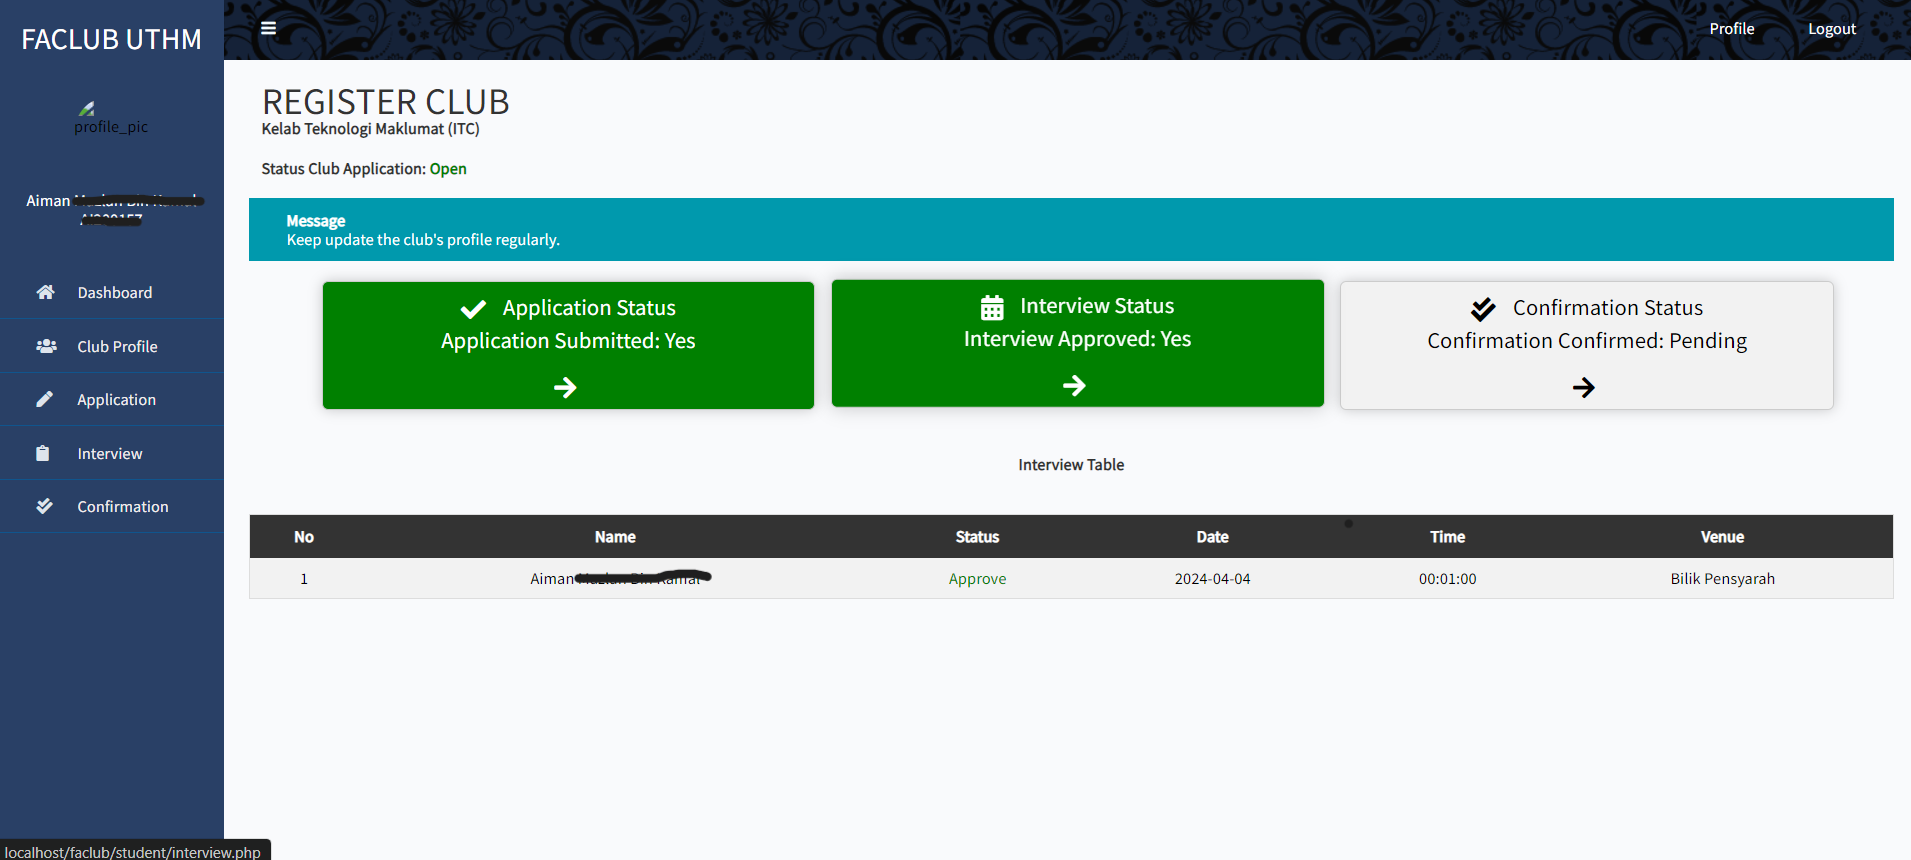 FACLUB UTHM
Profile
Logout
profile_pic
Aiman
Dashboard
Club Profile
Application
Interview
Confirmation
REGISTER CLUB
Kelab Teknologi Maklumat (ITC)
Status Club Application: Open
Message
Keep update the club's profile regularly.
Application Status
Application Submitted: Yes
Interview Status
Interview Approved: Yes
Confirmation Status
Confirmation Confirmed: Pending
Interview Table
No Name Status Date Time Venue
1 Aiman Approve 2024-04-04 00:01:00 Bilik Pensyarah
localhost/faclub/student/interview.php